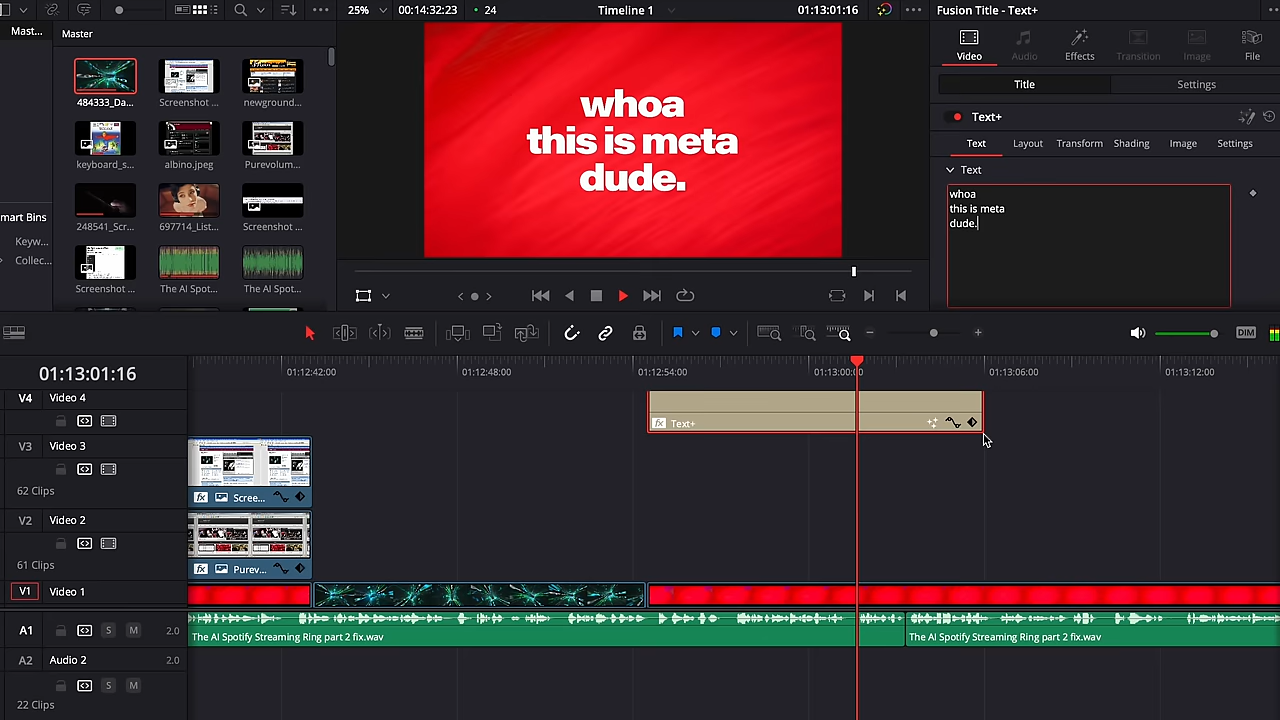 25%
00:14:32:23
24
Timeline 1
01:13:01:16
Fusion Title - Text+
Mast...
Master
Video
Audio
Effects
Transition
Image
File
484333_Da...
Screenshot ...
newground...
Title
Settings
Text+
keyboard_s...
albino.jpeg
Purevolum...
Text
Layout
Transform
Shading
Image
Settings
Text
whoa
this is meta
dude.
whoa
this is meta
dude.
mart Bins
248541_Sr...
697714_List...
Screenshot ...
Keyw...
Collec...
Screenshot ...
The AI Spot...
The AI Spot...
DIM
01:13:01:16
01:12:42:00
01:12:48:00
01:12:54:00
01:13:00:00
01:13:06:00
01:13:12:00
V4
Video 4
fx
Text+
V3
Video 3
62 Clips
fx
Scree...
V2
Video 2
61 Clips
fx
Purev...
V1
Video 1
A1
S
M
2.0
The AI Spotify Streaming Ring part 2 fix.wav
The AI Spotify Streaming Ring part 2 fix.wav
A2
Audio 2
2.0
S
M
22 Clips